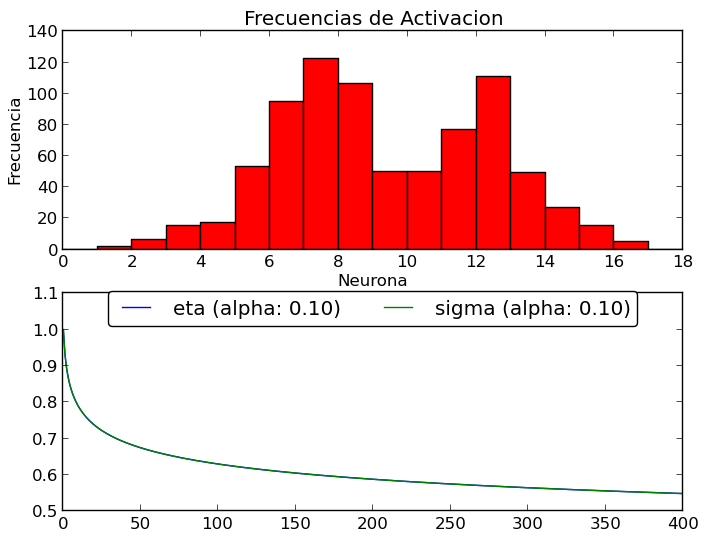 Frecuencias de Activacion
Frecuencia
140
120
100
80
60
40
20
0
0 2 4 6 8 10 12 14 16 18
Neurona
eta (alpha: 0.10) sigma (alpha: 0.10)
1.1
1.0
0.9
0.8
0.7
0.6
0.5
0 50 100 150 200 250 300 350 400